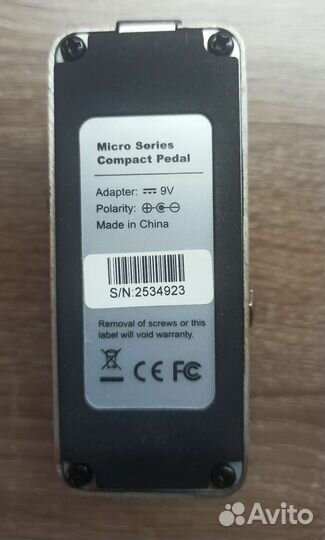 Micro Series
Compact Pedal
Adapter: 9V
Polarity:
Made in China
S/N:2534923
Removal of screws or this
label will void warranty.
CE FC
Avito